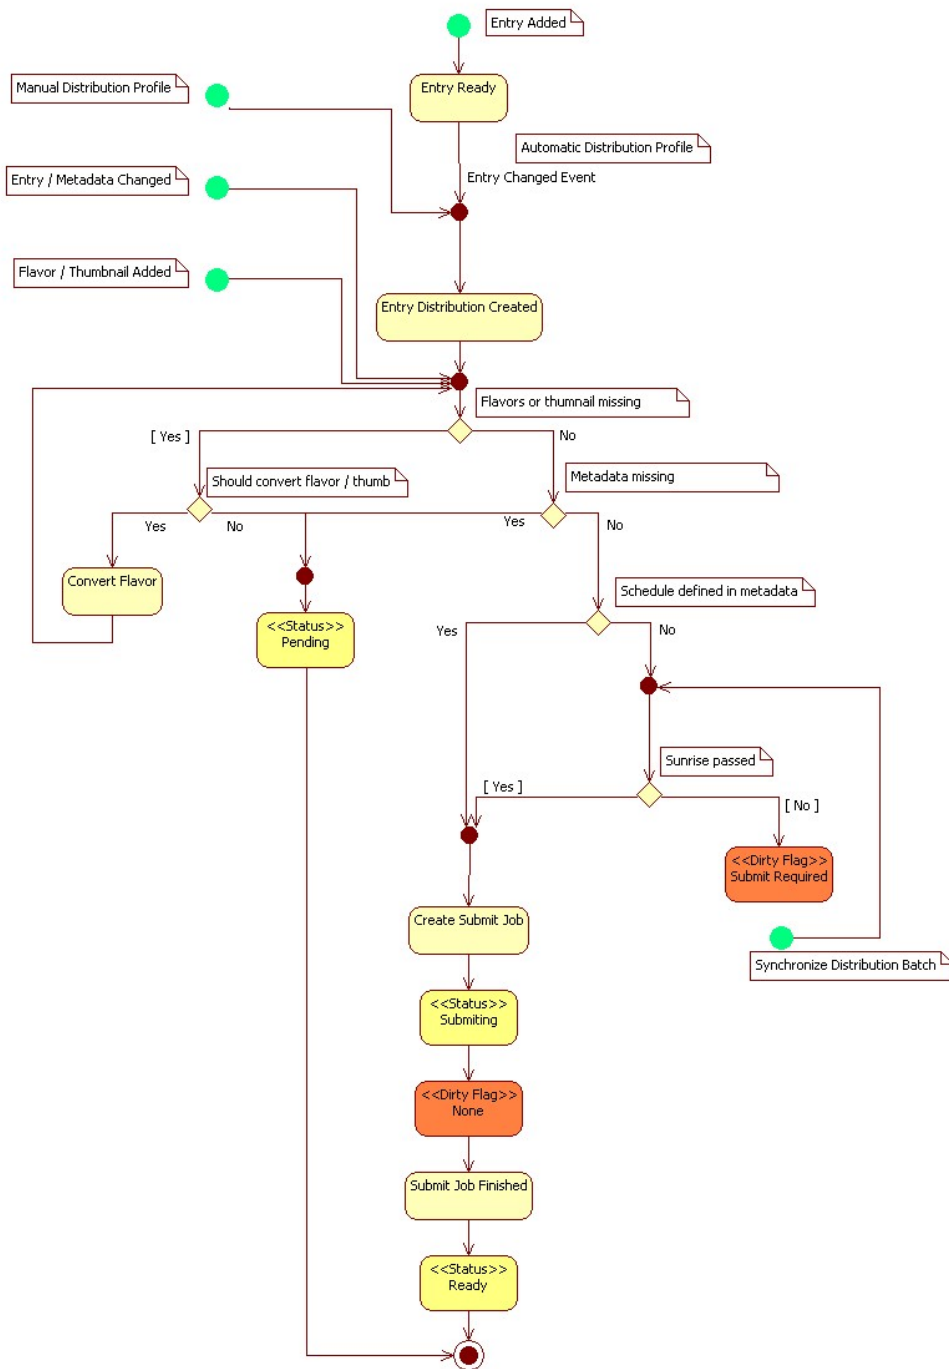 Entry Added
Manual Distribution Profile
Entry Ready
Automatic Distribution Profile
Entry / Metadata Changed
Entry Changed Event
Flavor / Thumbnail Added
Entry Distribution Created
Flavors or thumnail missing
[ Yes ]
No
Should convert flavor / thumb
Metadata missing
Yes
No
Yes
No
Convert Flavor
Schedule defined in metadata
<<Status>>
Pending
Yes
No
Sunrise passed
[ Yes ]
[ No ]
<<Dirty Flag>>
Submit Required
Create Submit Job
Synchronize Distribution Batch
<<Status>>
Submiting
<<Dirty Flag>>
None
Submit Job Finished
<<Status>>
Ready